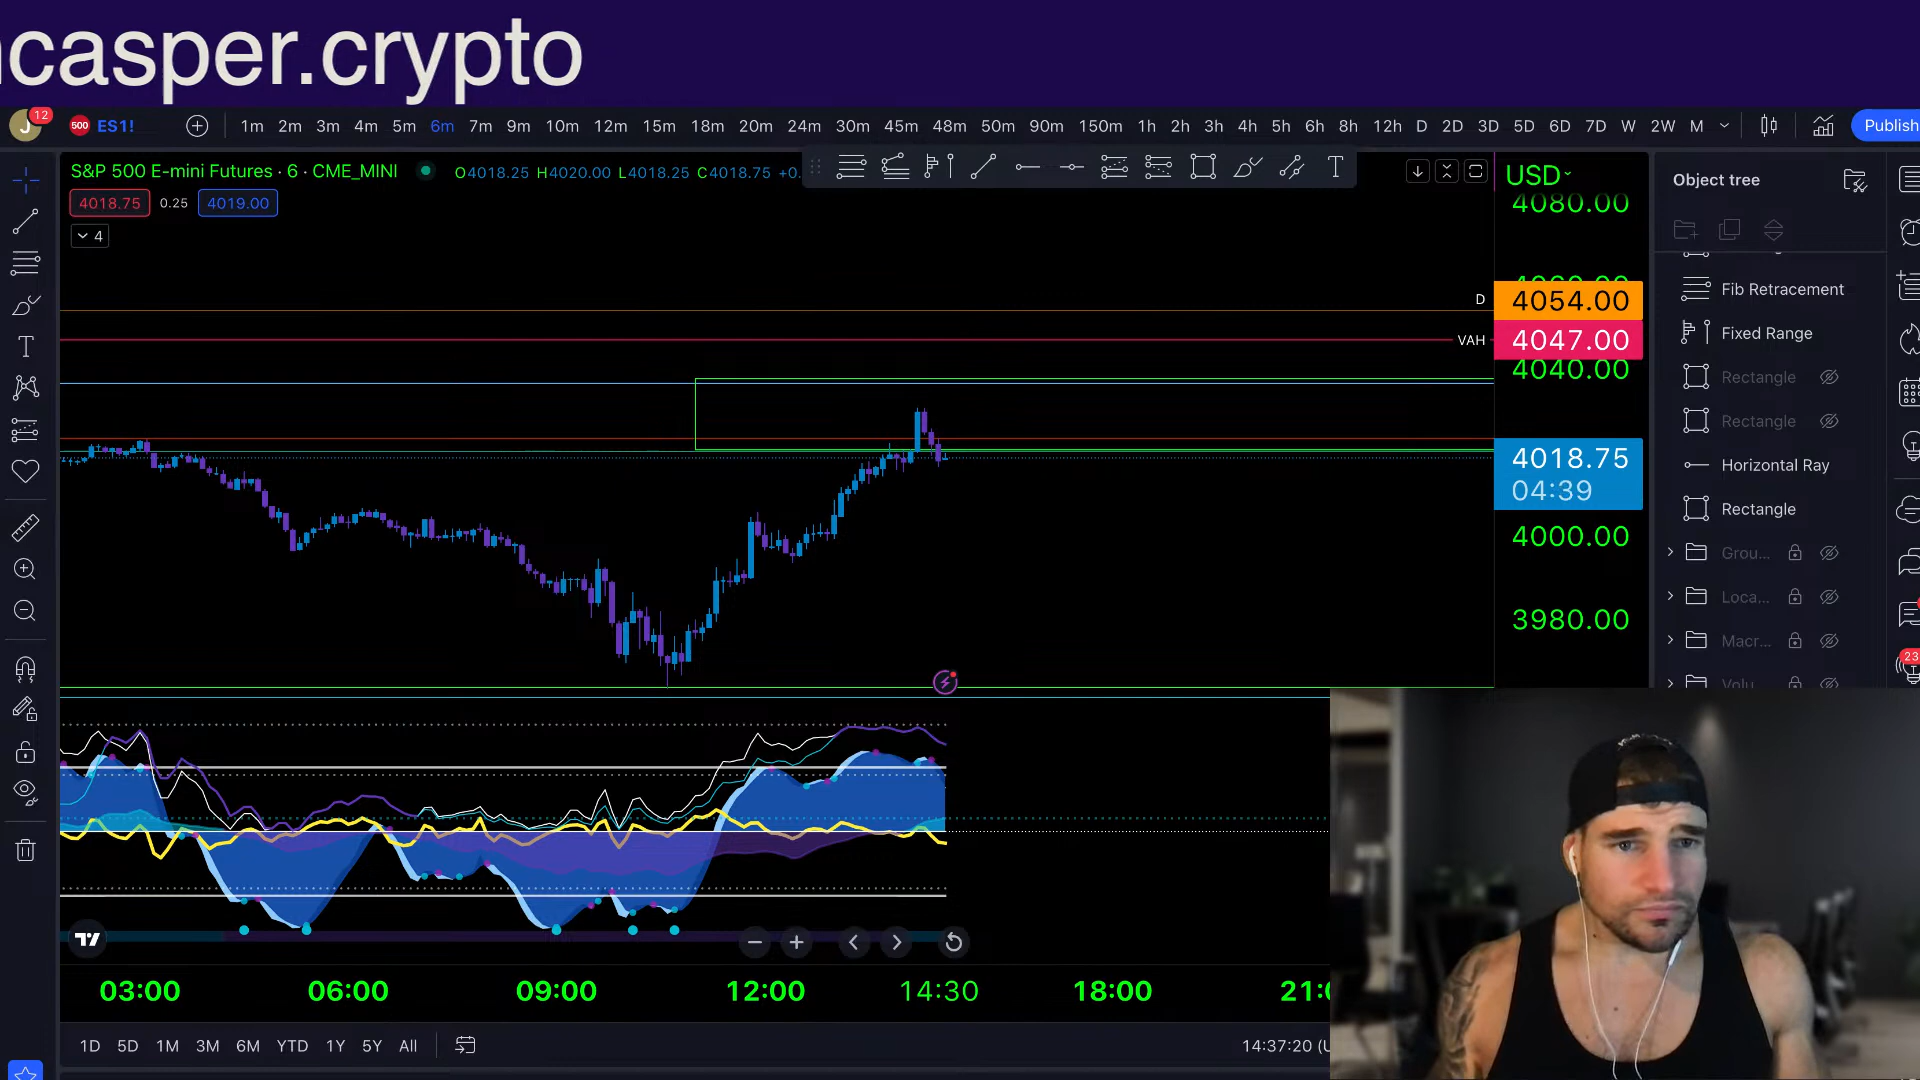 casper.crypto
J 12 500 ES1! 1m 2m 3m 4m 5m 6m 7m 9m 10m 12m 15m 18m 20m 24m 30m 45m 48m 50m 90m 150m 1h 2h 3h 4h 5h 6h 8h 12h D 2D 3D 5D 6D 7D W 2W M Publish
S&P 500 E-mini Futures · 6 · CME_MINI O4018.25 H4020.00 L4018.25 C4018.75 +0. T
USD
Object tree
4018.75 0.25 4019.00
4080.00
4
Fib Retracement
D 4054.00
Fixed Range
VAH 4047.00
4040.00
Rectangle
Rectangle
4018.75
04:39
Horizontal Ray
Rectangle
4000.00
Grou...
Loca...
3980.00
Macr...
23
Volu
03:00 06:00 09:00 12:00 14:30 18:00
1D 5D 1M 3M 6M YTD 1Y 5Y All 14:37:20